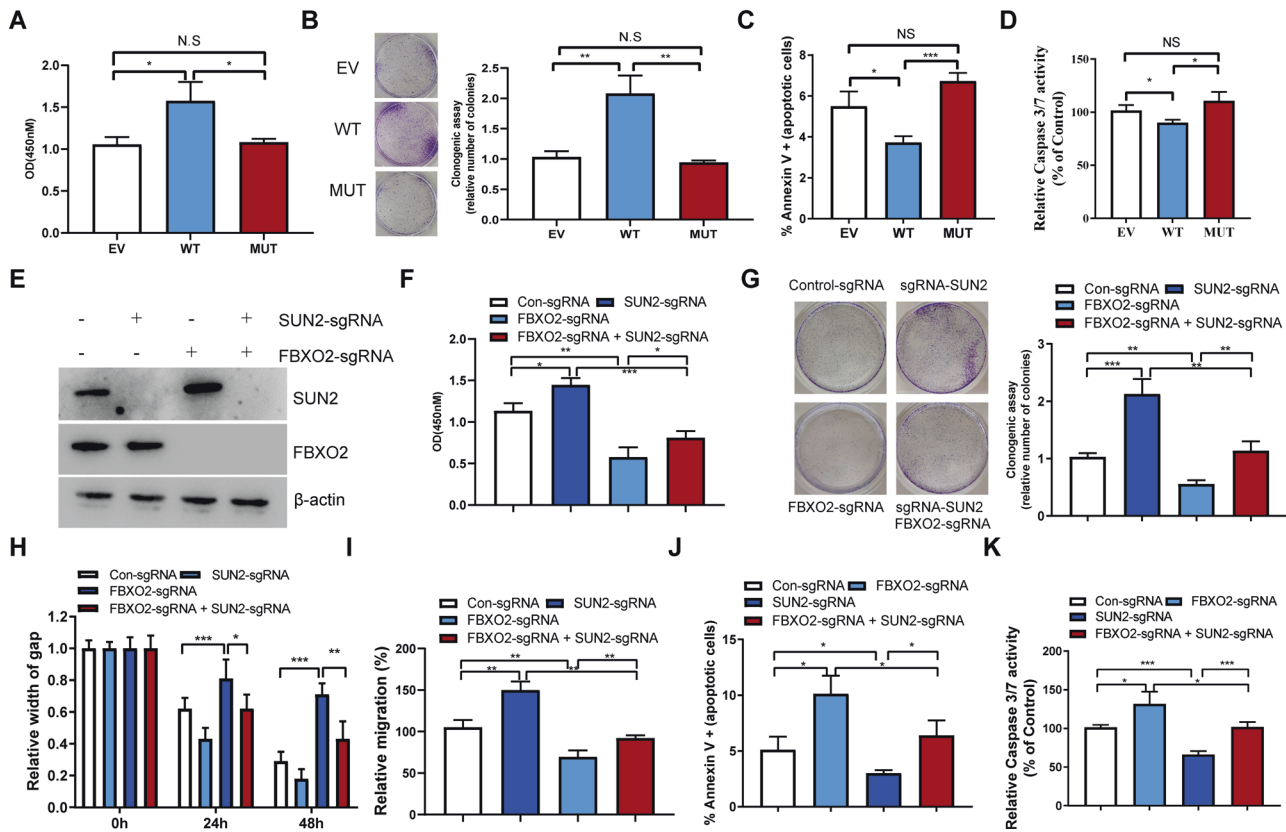 A
N.S
*
*
OD(450nM)
2.0
1.5
1.0
0.5
0.0
EV
WT
MUT
B
EV
WT
MUT
N.S
**
**
Clonogenic assay
(relative number of colonies)
2.5
2.0
1.5
1.0
0.5
0.0
EV
WT
MUT
C
NS
*
***
% Annexin V + (apoptotic cells)
8
6
4
2
0
EV
WT
MUT
D
NS
*
*
Relative Caspase 3/7 activity
(% of Control)
150
100
50
0
EV
WT
MUT
E
- + - + SUN2-sgRNA
- - + + FBXO2-sgRNA
SUN2
FBXO2
β-actin
F
Con-sgRNA SUN2-sgRNA
FBXO2-sgRNA
FBXO2-sgRNA + SUN2-sgRNA
** *
* ***
OD(450nM)
2.0
1.5
1.0
0.5
0.0
G
Control-sgRNA sgRNA-SUN2
FBXO2-sgRNA sgRNA-SUN2
FBXO2-sgRNA
Con-sgRNA SUN2-sgRNA
FBXO2-sgRNA
FBXO2-sgRNA + SUN2-sgRNA
** **
*** **
Clonogenic assay
(relative number of colonies)
3
2
1
0
H
Con-sgRNA SUN2-sgRNA
FBXO2-sgRNA
FBXO2-sgRNA + SUN2-sgRNA
*** *
*** **
Relative width of gap
1.2
1.0
0.8
0.6
0.4
0.2
0.0
0h
24h
48h
I
Con-sgRNA SUN2-sgRNA
FBXO2-sgRNA
FBXO2-sgRNA + SUN2-sgRNA
** **
** **
Relative migration (%)
200
150
100
50
0
J
Con-sgRNA FBXO2-sgRNA
SUN2-sgRNA
FBXO2-sgRNA + SUN2-sgRNA
* *
* *
% Annexin V + (apoptotic cells)
15
10
5
0
K
Con-sgRNA FBXO2-sgRNA
SUN2-sgRNA
FBXO2-sgRNA + SUN2-sgRNA
*** ***
* *
Relative Caspase 3/7 activity
(% of Control)
200
150
100
50
0